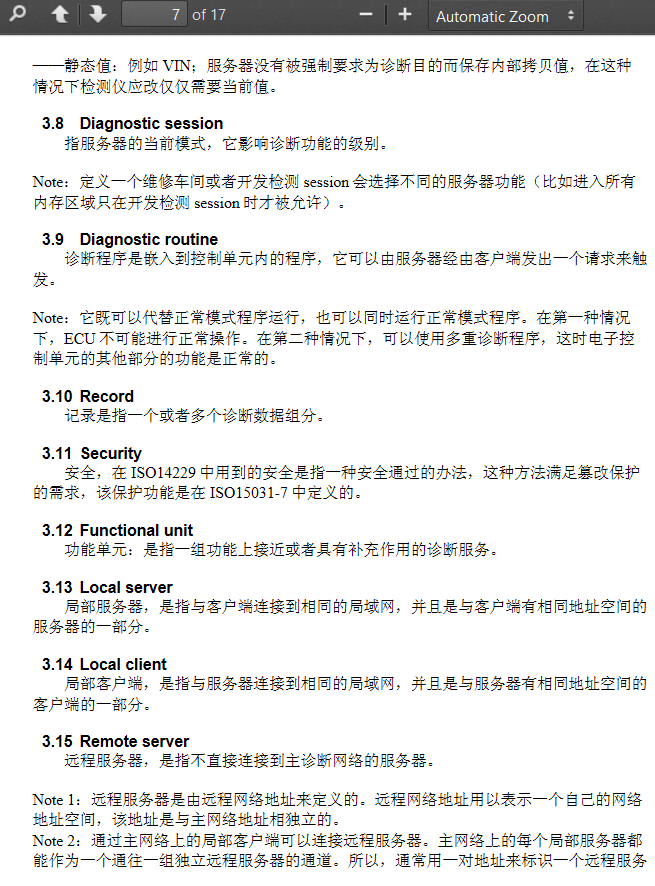 7 of 17
Automatic Zoom
——静态值：例如 VIN；服务器没有被强制要求为诊断目的而保存内部拷贝值，在这种
情况下检测仪应改仅仅需要当前值。
3.8 Diagnostic session
指服务器的当前模式，它影响诊断功能的级别。
Note：定义一个维修车间或者开发检测 session 会选择不同的服务器功能（比如进入所有
内存区域只在开发检测 session 时才被允许）。
3.9 Diagnostic routine
诊断程序是嵌入到控制单元内的程序，它可以由服务器经由客户端发出一个请求来触
发。
Note：它既可以代替正常模式程序运行，也可以同时运行正常模式程序。在第一种情况
下，ECU 不可能进行正常操作。在第二种情况下，可以使用多重诊断程序，这时电子控
制单元的其他部分的功能是正常的。
3.10 Record
记录是指一个或者多个诊断数据组分。
3.11 Security
安全，在 ISO14229 中用到的安全是指一种安全通过的办法，这种方法满足篡改保护
的需求，该保护功能是在 ISO15031-7 中定义的。
3.12 Functional unit
功能单元：是指一组功能上接近或者具有补充作用的诊断服务。
3.13 Local server
局部服务器，是指与客户端连接到相同的局域网，并且是与客户端有相同地址空间的
服务器的一部分。
3.14 Local client
局部客户端，是指与服务器连接到相同的局域网，并且是与服务器有相同地址空间的
客户端的一部分。
3.15 Remote server
远程服务器，是指不直接连接到主诊断网络的服务器。
Note 1：远程服务器是由远程网络地址来定义的。远程网络地址用以表示一个自己的网络
地址空间，该地址是与主网络地址相独立的。
Note 2：通过主网络上的局部客户端可以连接远程服务器。主网络上的每个局部服务器都
能作为一个通往一组独立远程服务器的通道。所以，通常用一对地址来标识一个远程服务